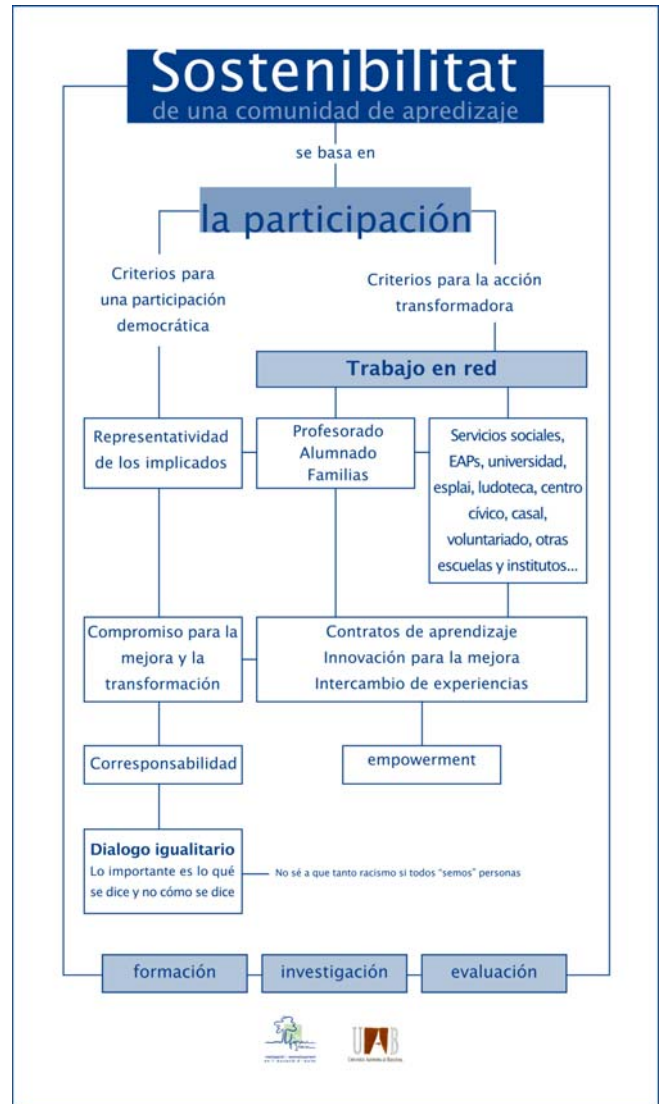 Sostenibilitat
de una comunidad de apredizaje
se basa en
la participación
Criterios para
una participación
democrática
Criterios para la acción
transformadora
Trabajo en red
Representatividad
de los implicados
Profesorado
Alumnado
Familias
Servicios sociales,
EAPs, universidad,
esplai, ludoteca, centro
cívico, casal,
voluntariado, otras
escuelas y institutos...
Compromiso para la
mejora y la
transformación
Contratos de aprendizaje
Innovación para la mejora
Intercambio de experiencias
Corresponsabilidad
empowerment
Dialogo igualitario
Lo importante es lo qué
se dice y no cómo se dice
No sé a que tanto racismo si todos "semos" personas
formación
investigación
evaluación
UAB